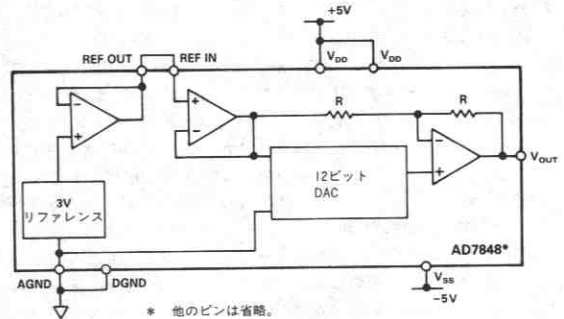 +5V
REF OUT
REF IN
VDD
VDD
R
R
-
+
+
-
-
+
VOUT
3V
リファレンス
12ビット
DAC
AD7848*
AGND
DGND
VSS
-5V
* 他のピンは省略。